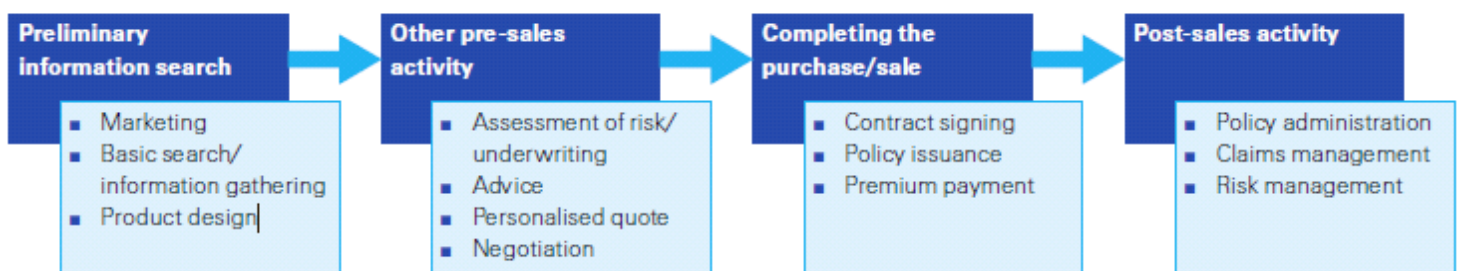 Preliminary
information search
■ Marketing
■ Basic search/
information gathering
■ Product design
Other pre-sales
activity
■ Assessment of risk/
underwriting
■ Advice
■ Personalised quote
■ Negotiation
Completing the
purchase/sale
■ Contract signing
■ Policy issuance
■ Premium payment
Post-sales activity
■ Policy administration
■ Claims management
■ Risk management